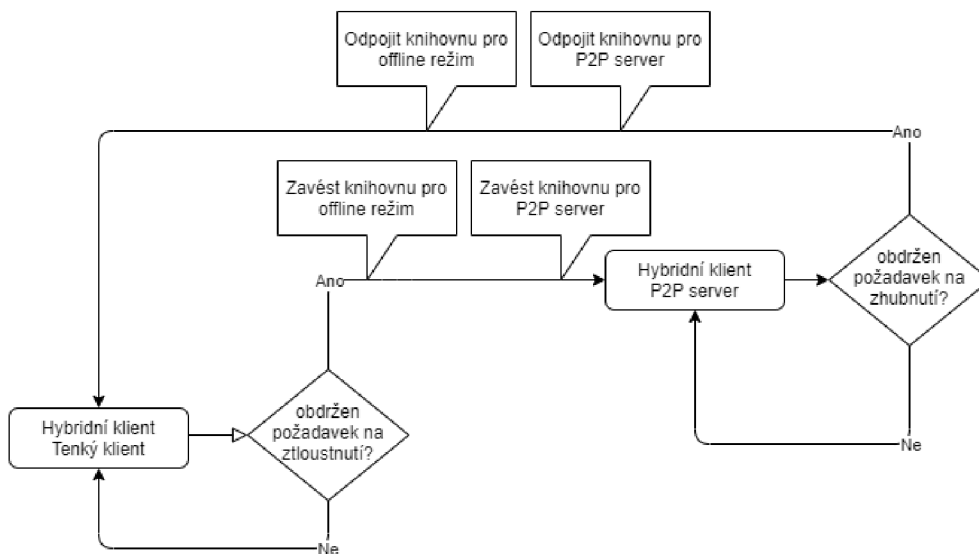 Odpojit knihovnu pro
offline režim
Odpojit knihovnu pro
P2P server
Ano
Zavést knihovnu pro
offline režim
Zavést knihovnu pro
P2P server
Ano
Hybridní klient
P2P server
obdržen
požadavek na
zhubnutí?
Hybridní klient
Tenký klient
obdržen
požadavek na
ztloustnutí?
Ne
Ne